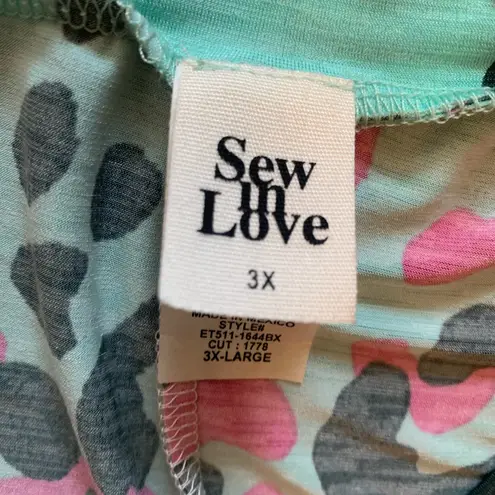 Sew
In
Love
3X
MADE IN MEXICO
STYLE#
ET511-1644BX
CUT : 1778
3X-LARGE